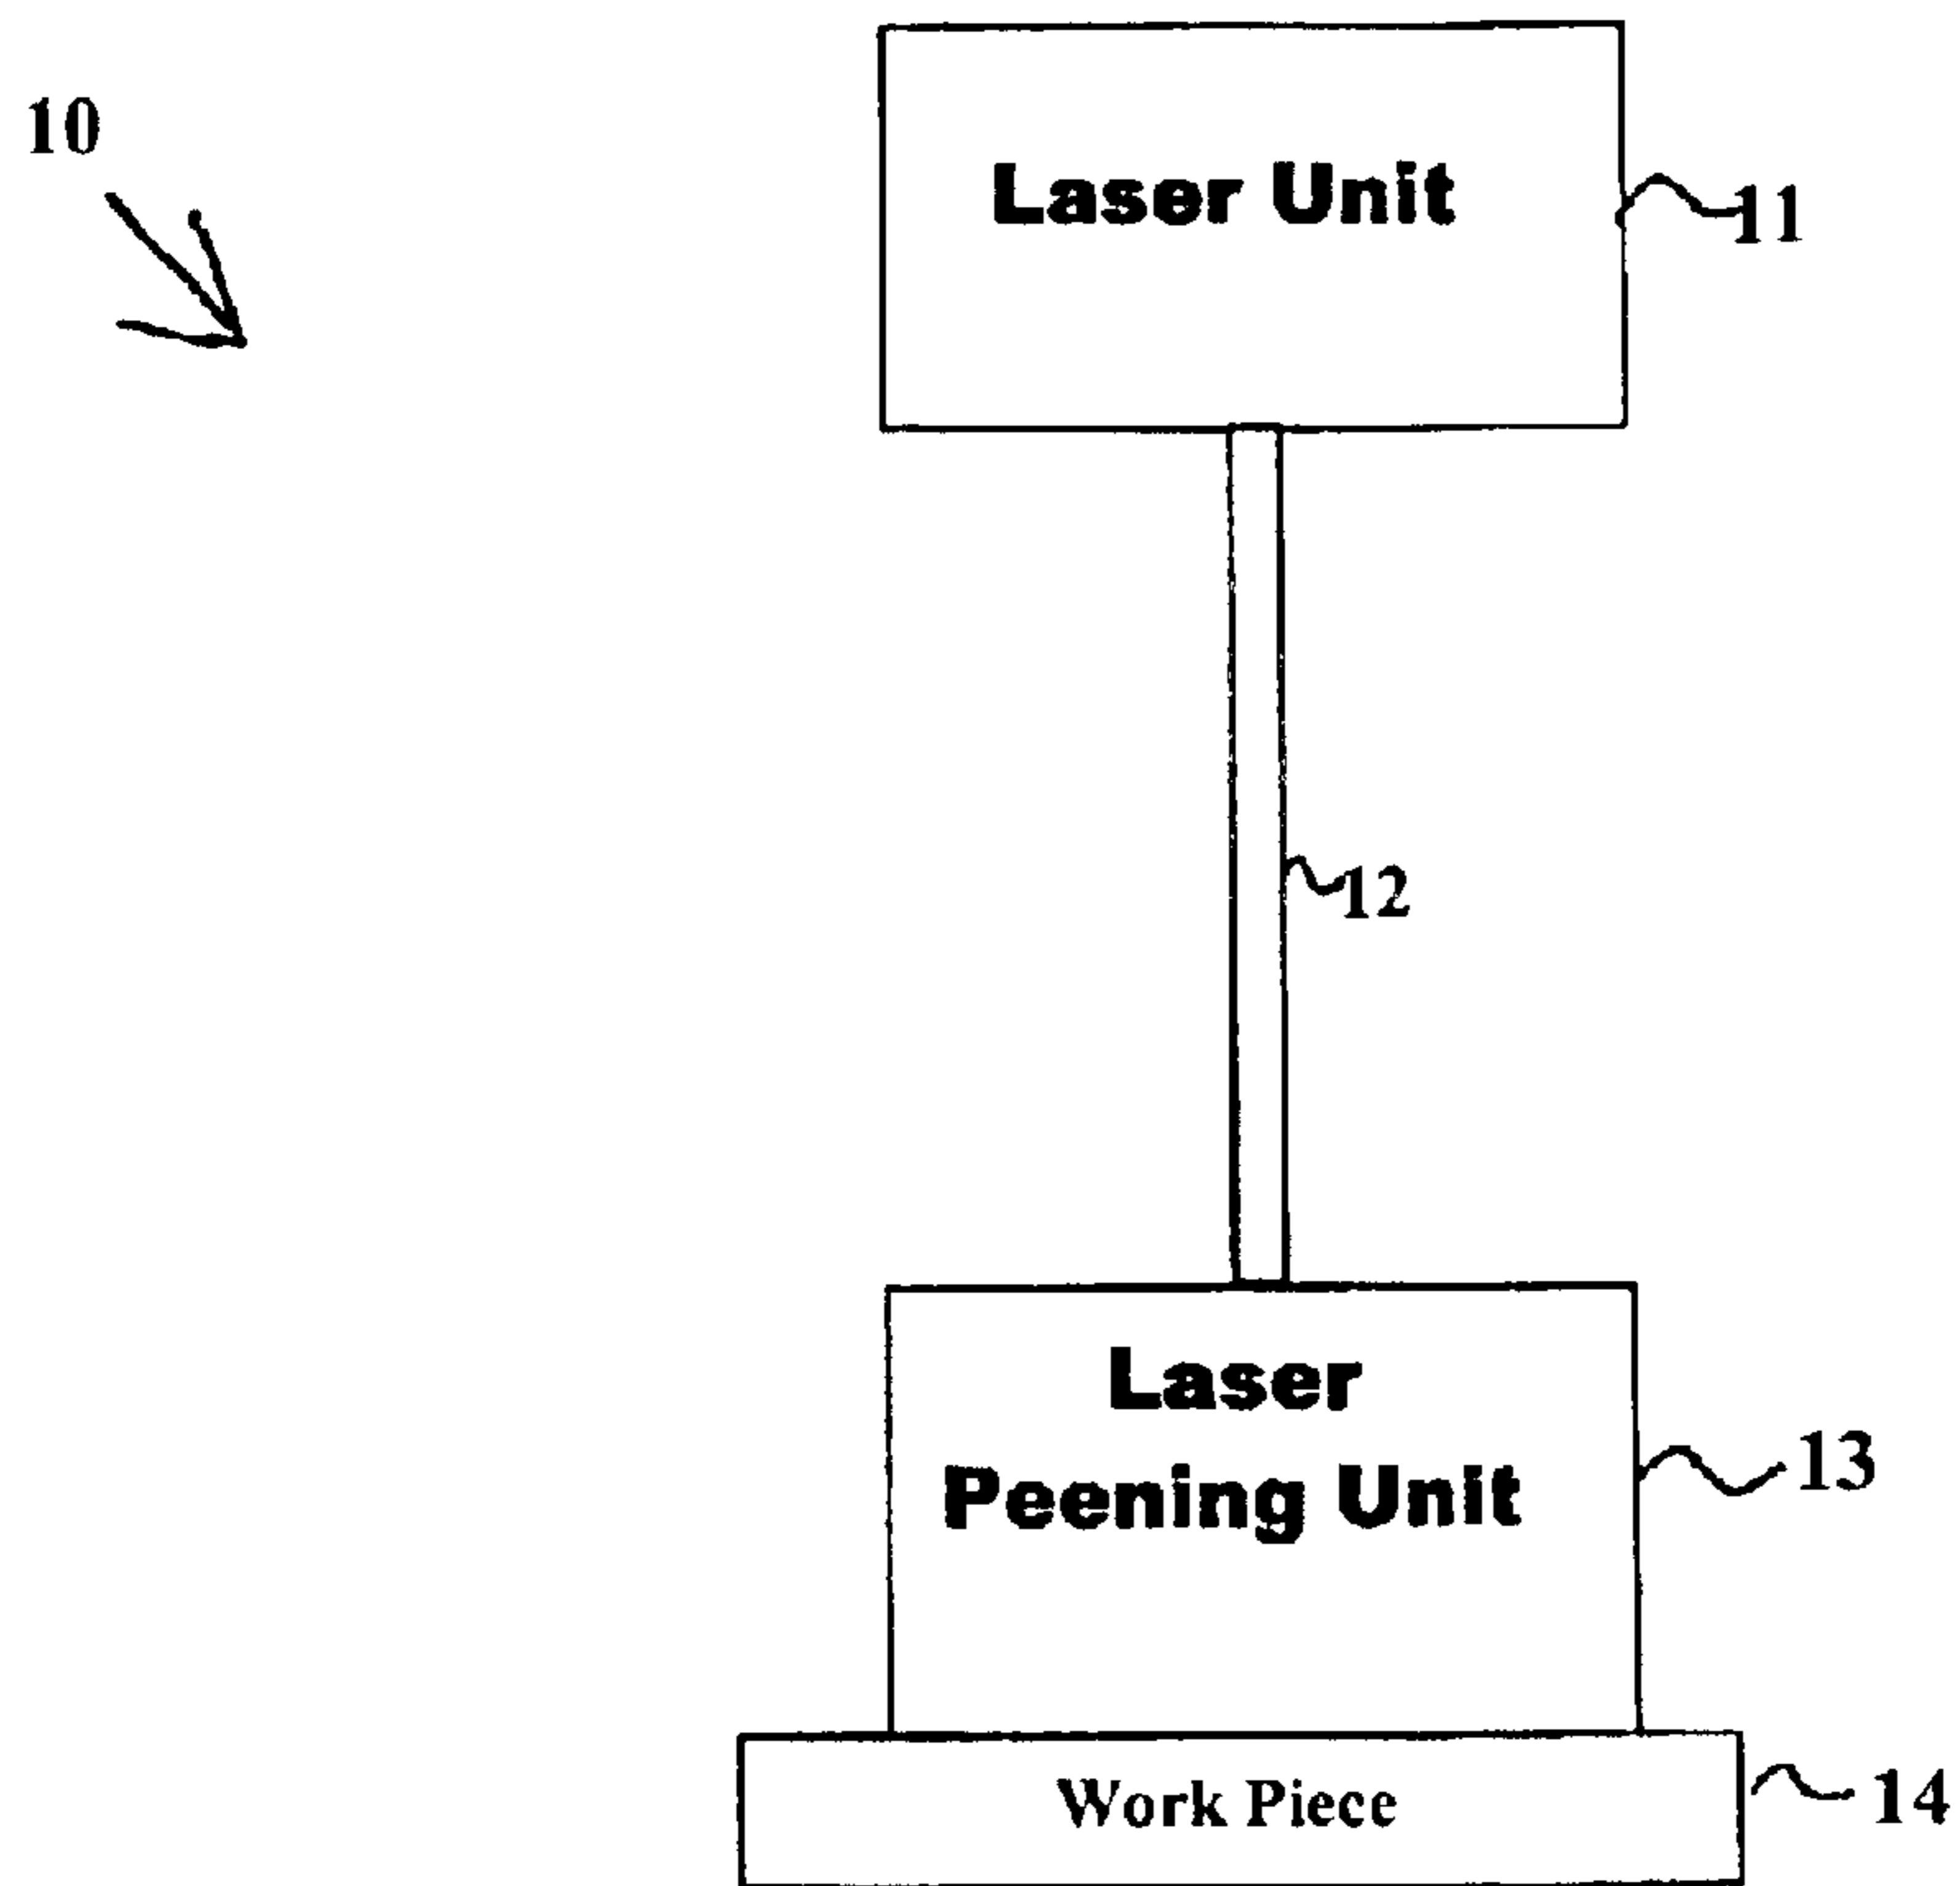 10
Laser Unit
11
12
Laser
Peening Unit
13
Work Piece
14